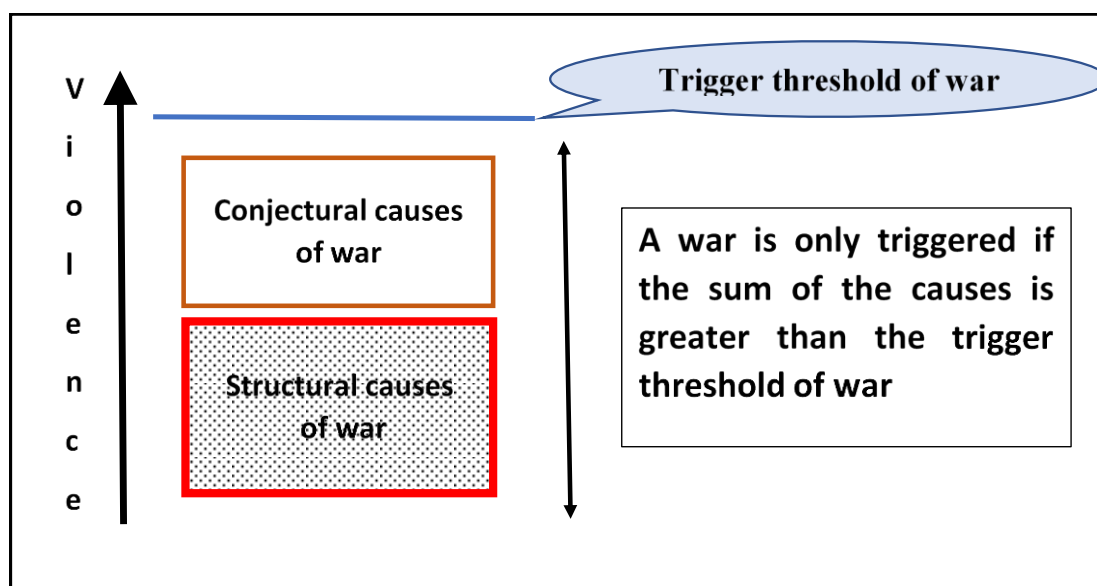 Violence
Trigger threshold of war
Conjectural causes
of war
Structural causes
of war
A war is only triggered if
the sum of the causes is
greater than the trigger
threshold of war